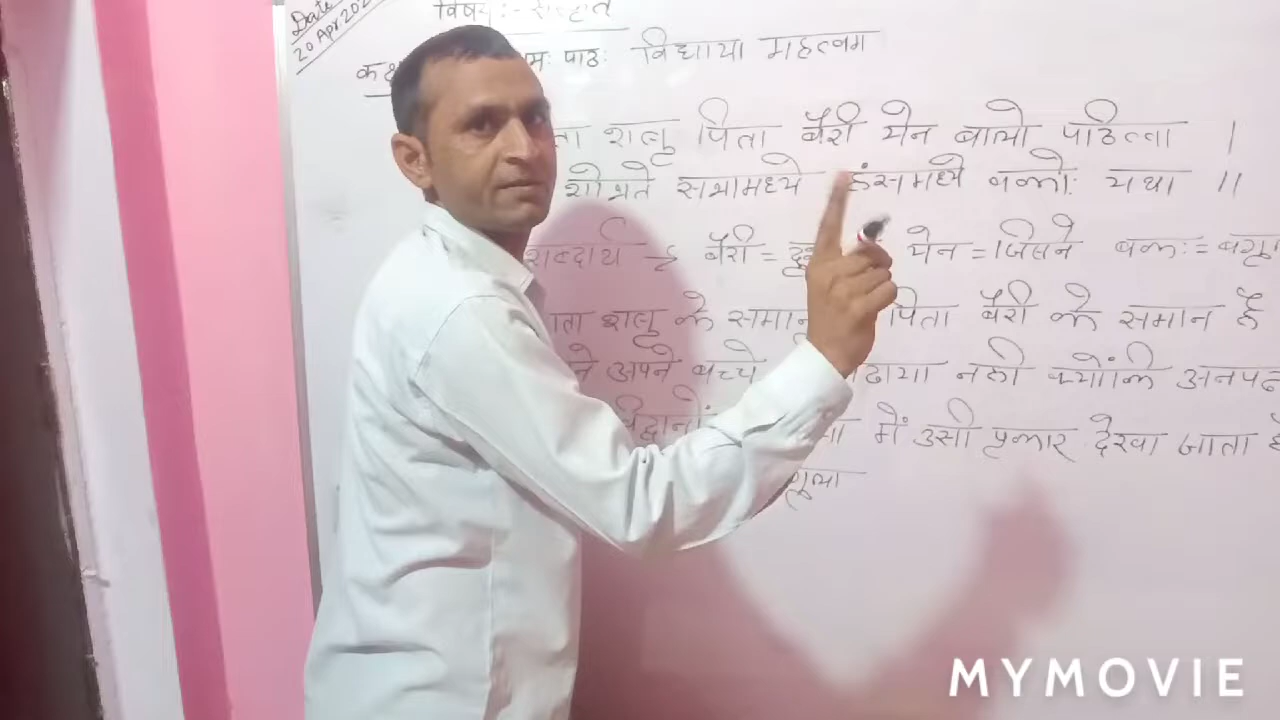 Date
20 Apr 202
विषय :- संस्कृत
पाठः विद्याया महत्वम
शत्रु पिता बैरी येन बालो पाठित्ता ।
शोभते सभामध्ये हंसमध्ये बको: यथा ॥
शब्दार्थ → बैरी = येन = जिसने बकः = बगु
शत्रु के समान पिता बैरी के समान है
अपने बच्चे नही क्योंकि अनपढ
में उसी प्रकार देखा जाता है
MYMOVIE